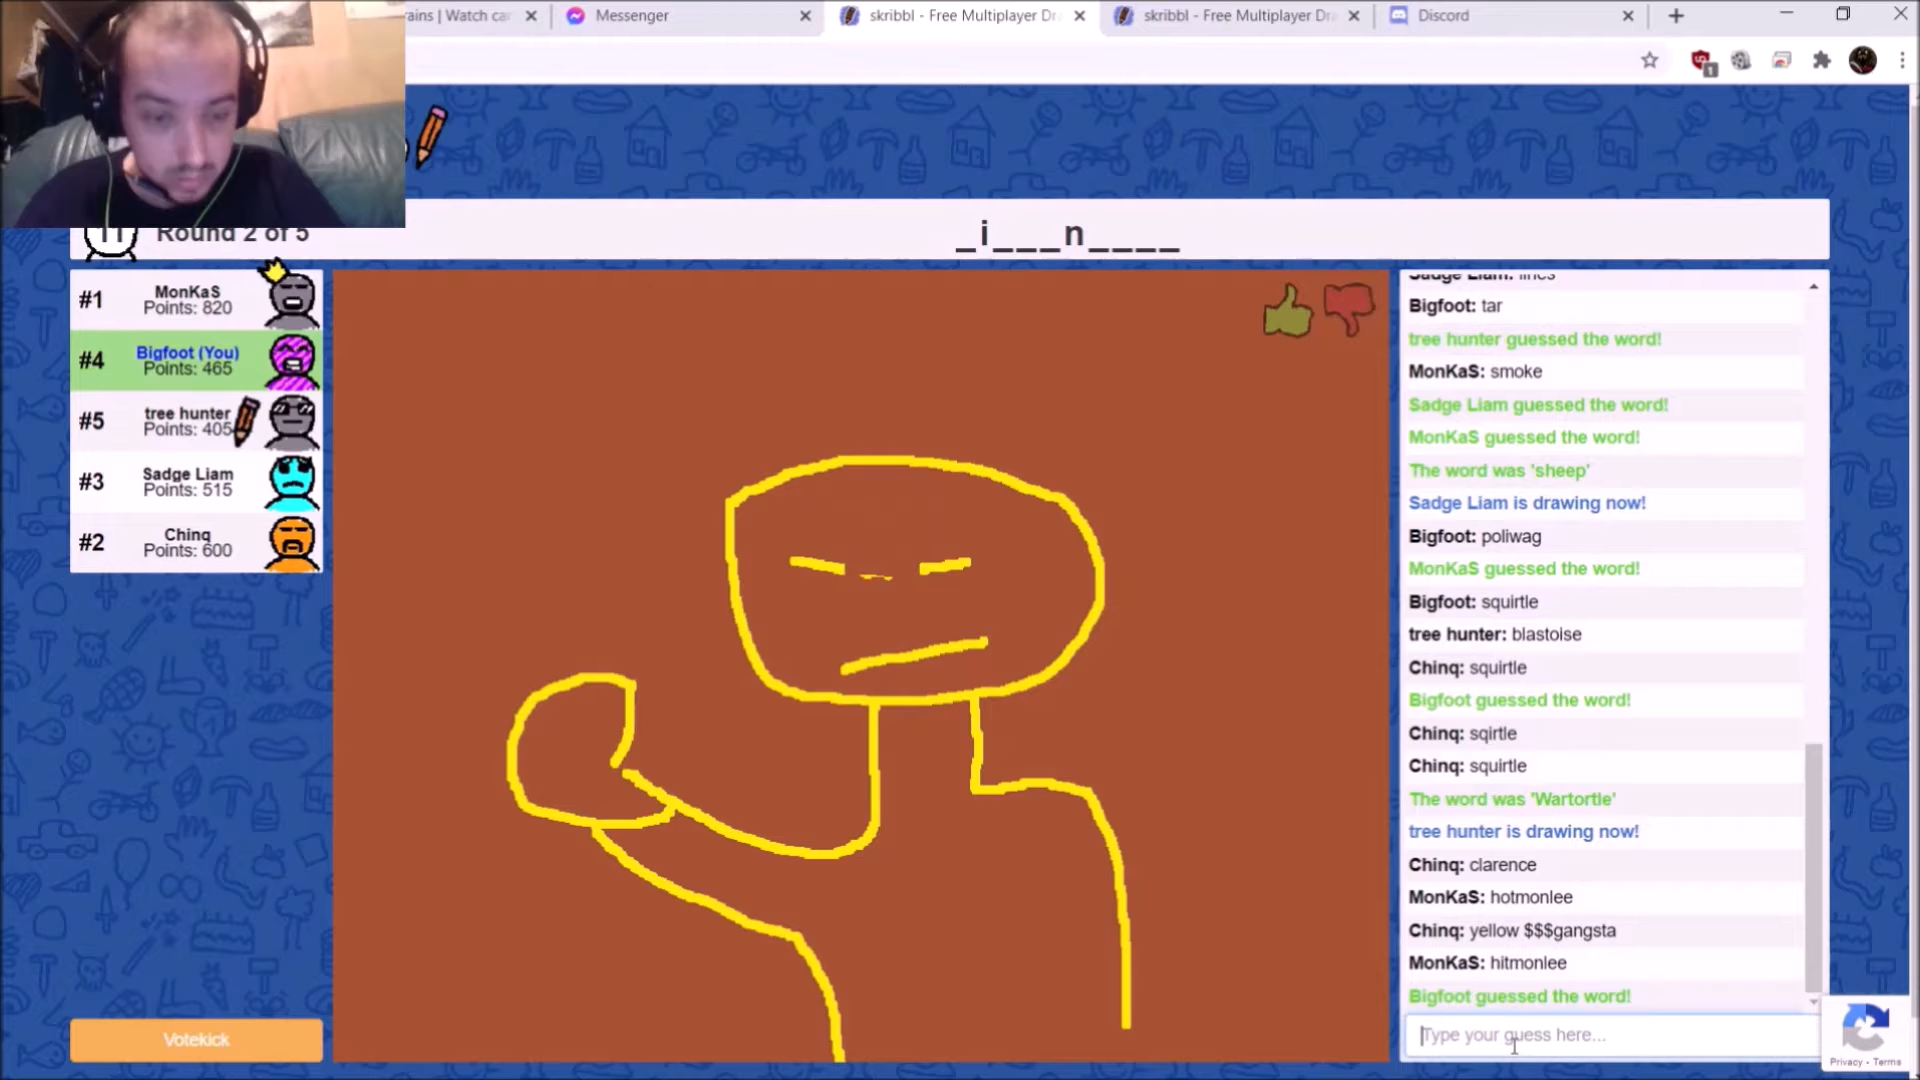 rains | Watch car
Messenger
skribbl - Free Multiplayer Dr
skribbl - Free Multiplayer Dr
Discord
1
11
Round 2 of 5
_i___n____
#1
MonKaS
Points: 820
#4
Bigfoot (You)
Points: 465
#5
tree hunter
Points: 405
#3
Sadge Liam
Points: 515
#2
Chinq
Points: 600
Votekick
Sadge Liam: lines
Bigfoot: tar
tree hunter guessed the word!
MonKaS: smoke
Sadge Liam guessed the word!
MonKaS guessed the word!
The word was 'sheep'
Sadge Liam is drawing now!
Bigfoot: poliwag
MonKaS guessed the word!
Bigfoot: squirtle
tree hunter: blastoise
Chinq: squirtle
Bigfoot guessed the word!
Chinq: sqirtle
Chinq: squirtle
The word was 'Wartortle'
tree hunter is drawing now!
Chinq: clarence
MonKaS: hotmonlee
Chinq: yellow $$$gangsta
MonKaS: hitmonlee
Bigfoot guessed the word!
Type your guess here...
Privacy - Terms